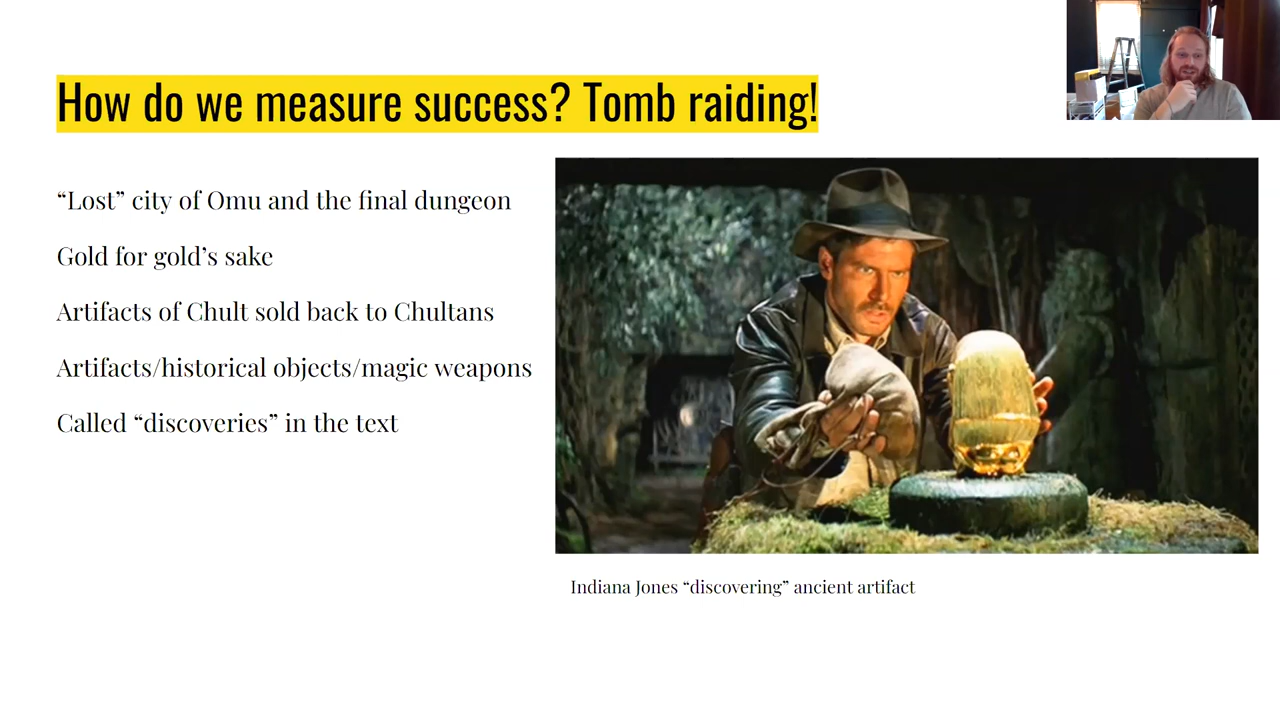 How do we measure success? Tomb raiding!
“Lost” city of Omu and the final dungeon
Gold for gold’s sake
Artifacts of Chult sold back to Chultans
Artifacts/historical objects/magic weapons
Called “discoveries” in the text
Indiana Jones “discovering” ancient artifact